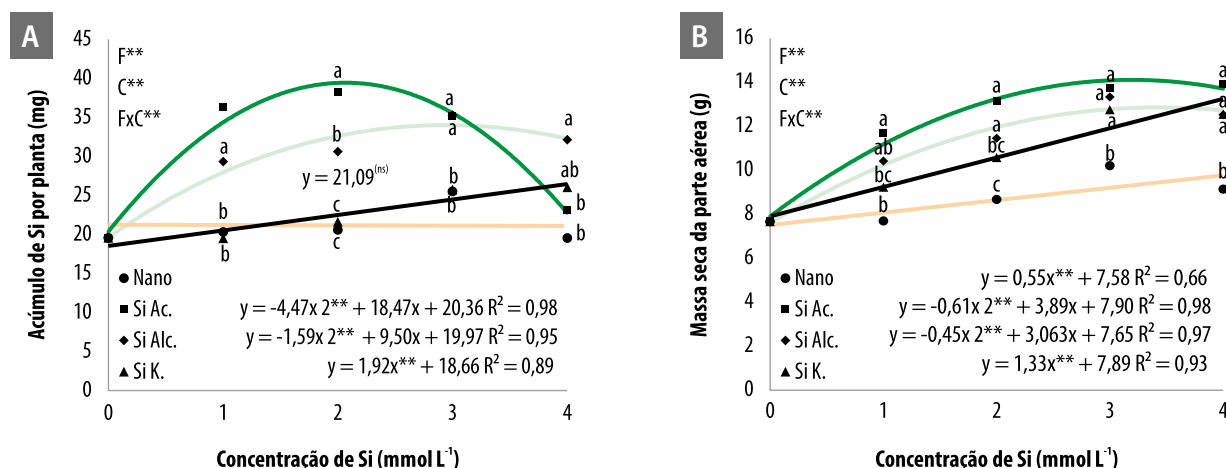 A
Acúmulo de Si por planta (mg)
45
40
35
30
25
20
15
10
5
0
F**
C**
FxC**
a
a
a
a
a
a
b
y = 21,09(ns)
ab
b
b
b
b
b
b
c
c
Nano
Si Ac.
Si Alc.
Si K.
y = -4,47x 2** + 18,47x + 20,36 R² = 0,98
y = -1,59x 2** + 9,50x + 19,97 R² = 0,95
y = 1,92x** + 18,66 R² = 0,89
0 1 2 3 4
Concentração de Si (mmol L⁻¹)
B
Massa seca da parte aérea (g)
16
14
12
10
8
6
4
2
0
F**
C**
FxC**
a
a
a
a
a
a
a
a
a
ab
bc
bc
b
b
b
c
Nano
Si Ac.
Si Alc.
Si K.
y = 0,55x** + 7,58 R² = 0,66
y = -0,61x 2** + 3,89x + 7,90 R² = 0,98
y = -0,45x 2** + 3,063x + 7,65 R² = 0,97
y = 1,33x** + 7,89 R² = 0,93
0 1 2 3 4
Concentração de Si (mmol L⁻¹)